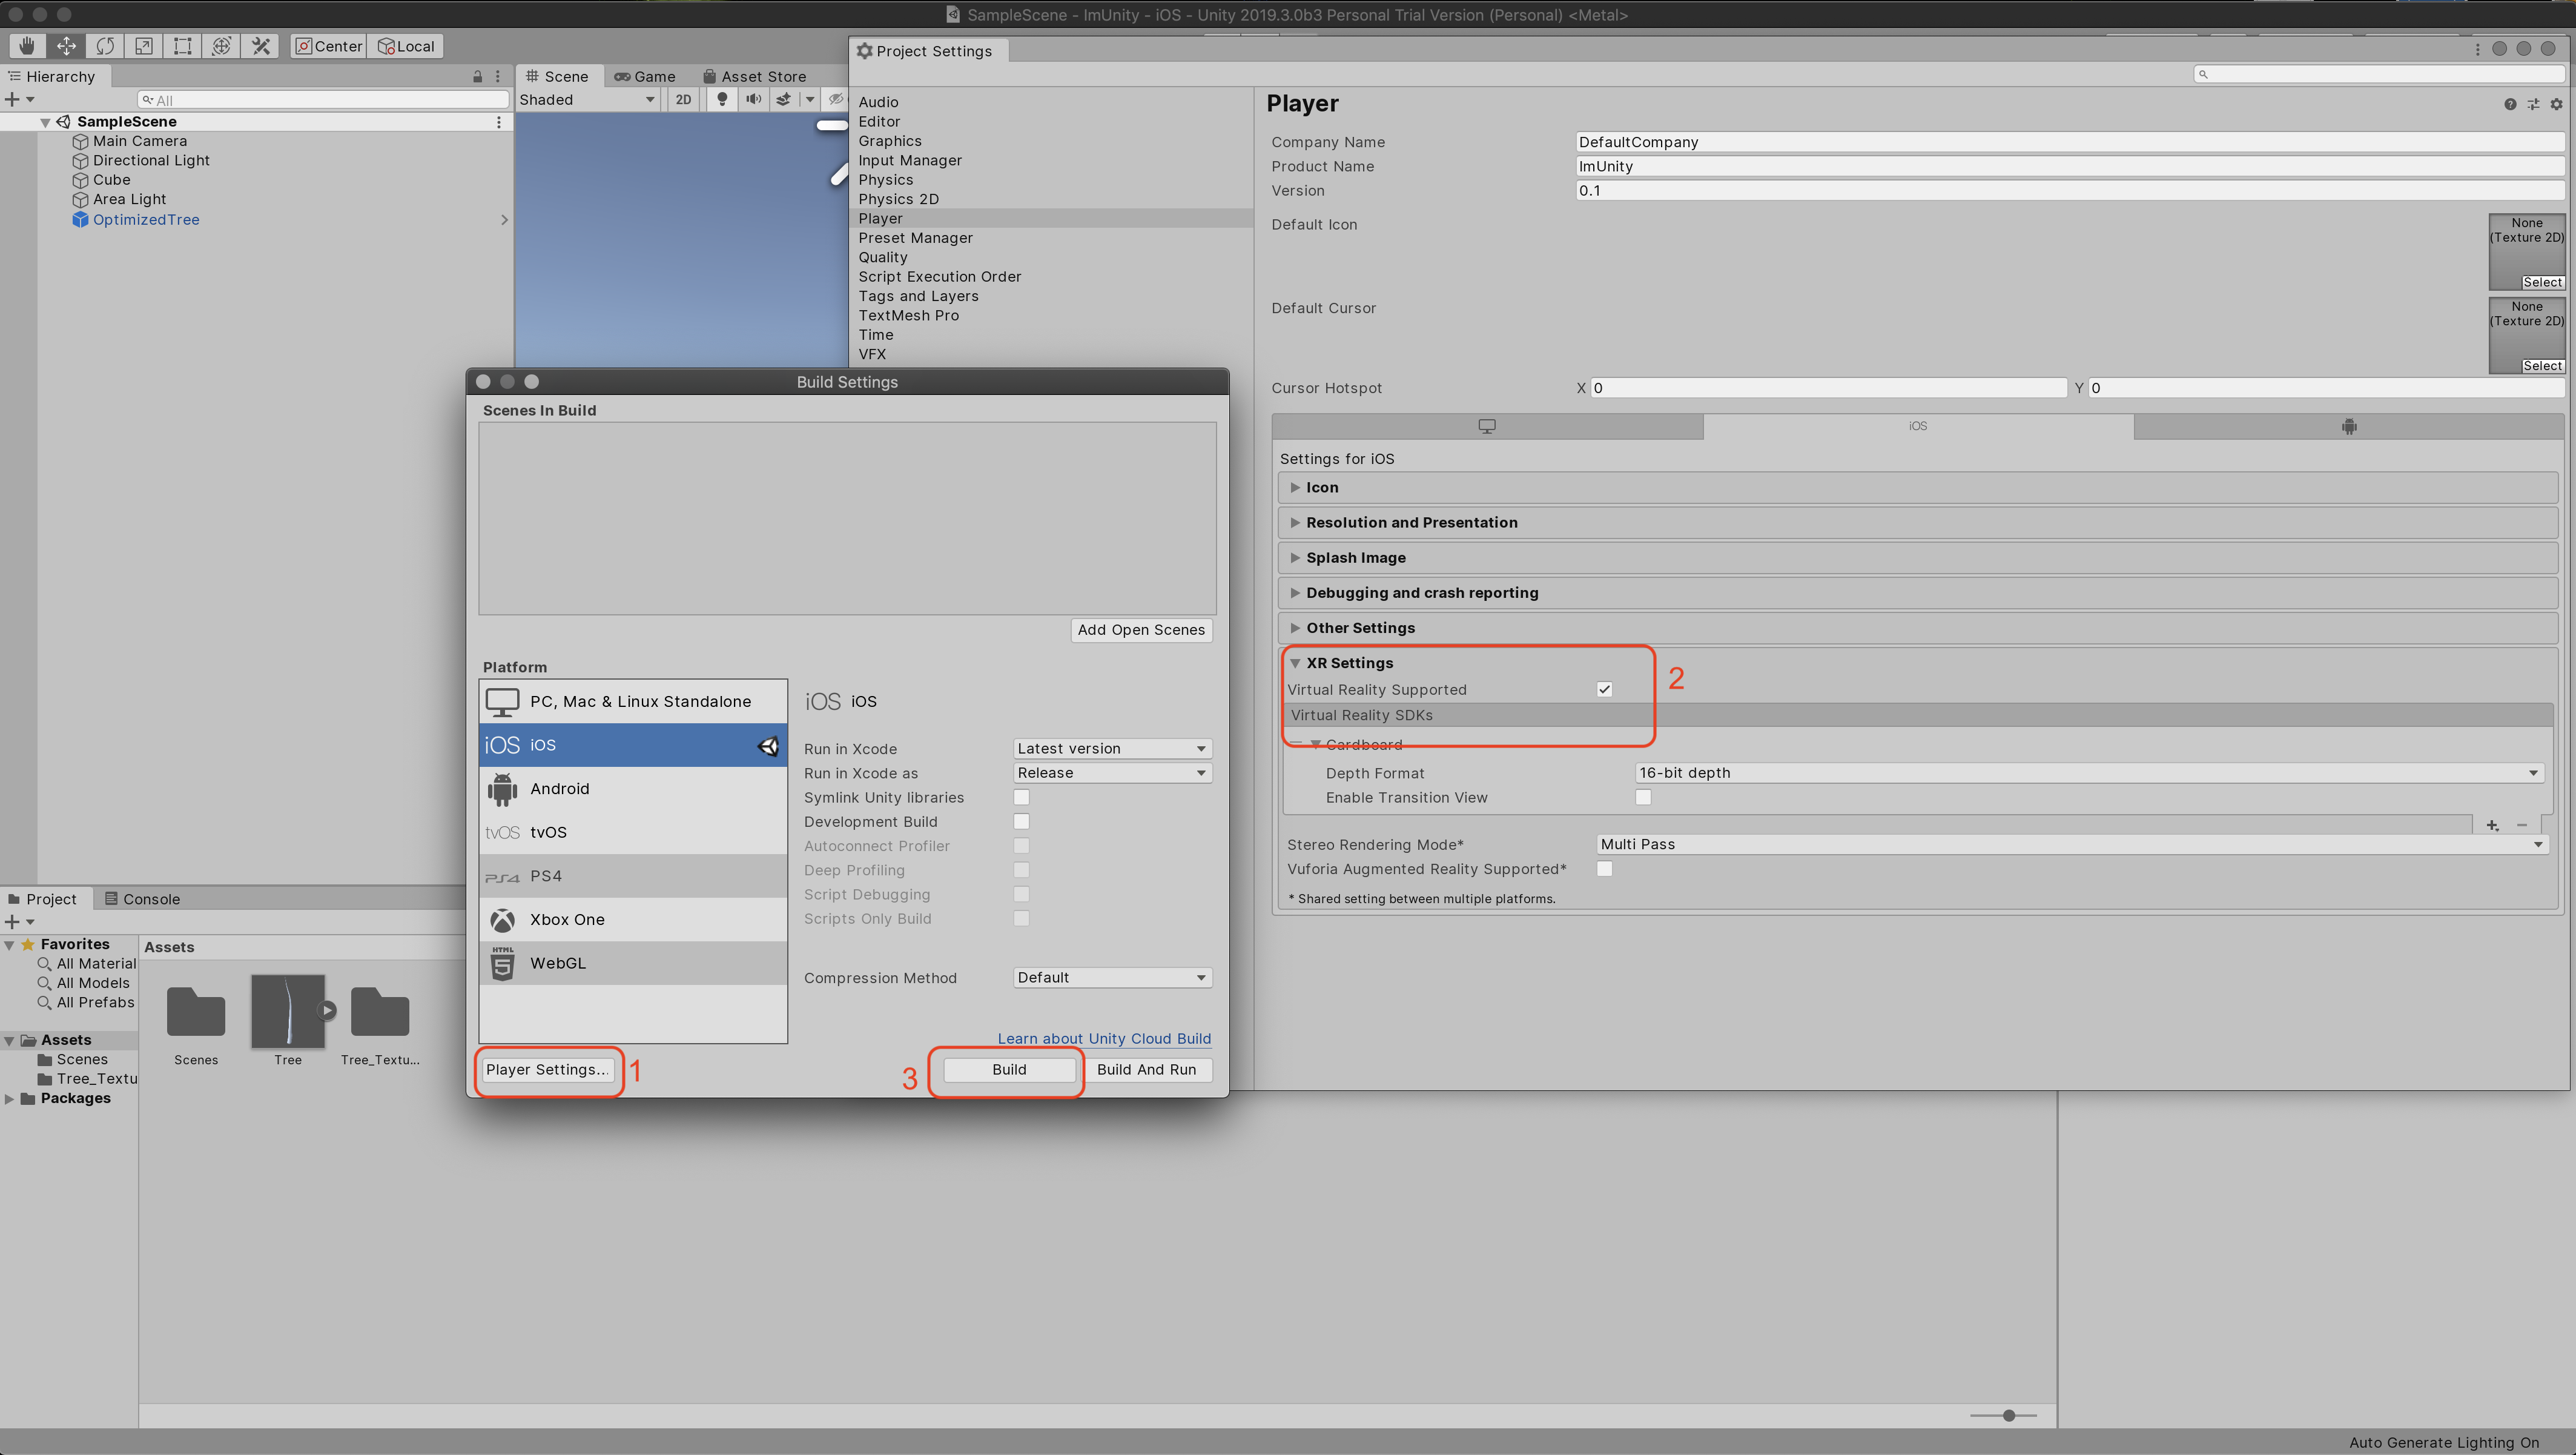 SampleScene - ImUnity - iOS - Unity 2019.3.0b3 Personal Trial Version (Personal) <Metal>
Center
Local
Hierarchy
All
SampleScene
Main Camera
Directional Light
Cube
Area Light
OptimizedTree
Scene
Game
Asset Store
Shaded
2D
Project Settings
Audio
Editor
Graphics
Input Manager
Physics
Physics 2D
Player
Preset Manager
Quality
Script Execution Order
Tags and Layers
TextMesh Pro
Time
VFX
Player
Company Name DefaultCompany
Product Name ImUnity
Version 0.1
Default Icon
None
(Texture 2D)
Select
Default Cursor
None
(Texture 2D)
Select
Cursor Hotspot X 0 Y 0
iOS
Settings for iOS
Icon
Resolution and Presentation
Splash Image
Debugging and crash reporting
Other Settings
XR Settings
2
Virtual Reality Supported
Virtual Reality SDKs
Cardboard
Depth Format 16-bit depth
Enable Transition View
Stereo Rendering Mode* Multi Pass
Vuforia Augmented Reality Supported*
* Shared setting between multiple platforms.
Build Settings
Scenes In Build
Add Open Scenes
Platform
PC, Mac & Linux Standalone
iOS iOS
Android
tvOS tvOS
PS4 PS4
Xbox One
HTML
5 WebGL
iOS iOS
Run in Xcode Latest version
Run in Xcode as Release
Symlink Unity libraries
Development Build
Autoconnect Profiler
Deep Profiling
Script Debugging
Scripts Only Build
Compression Method Default
Learn about Unity Cloud Build
Player Settings... 1
3 Build Build And Run
Project
Console
Favorites
All Material
All Models
All Prefabs
Assets
Scenes
Tree_Textu
Packages
Assets
Scenes
Tree
Tree_Textu...
Auto Generate Lighting On